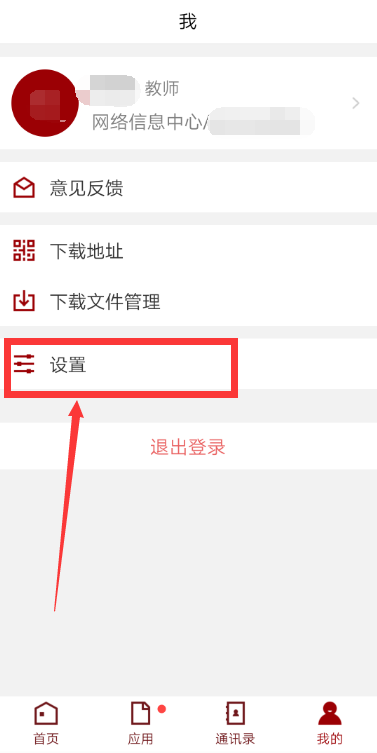 我
教师
网络信息中心/
意见反馈
下载地址
下载文件管理
设置
退出登录
首页
应用
通讯录
我的